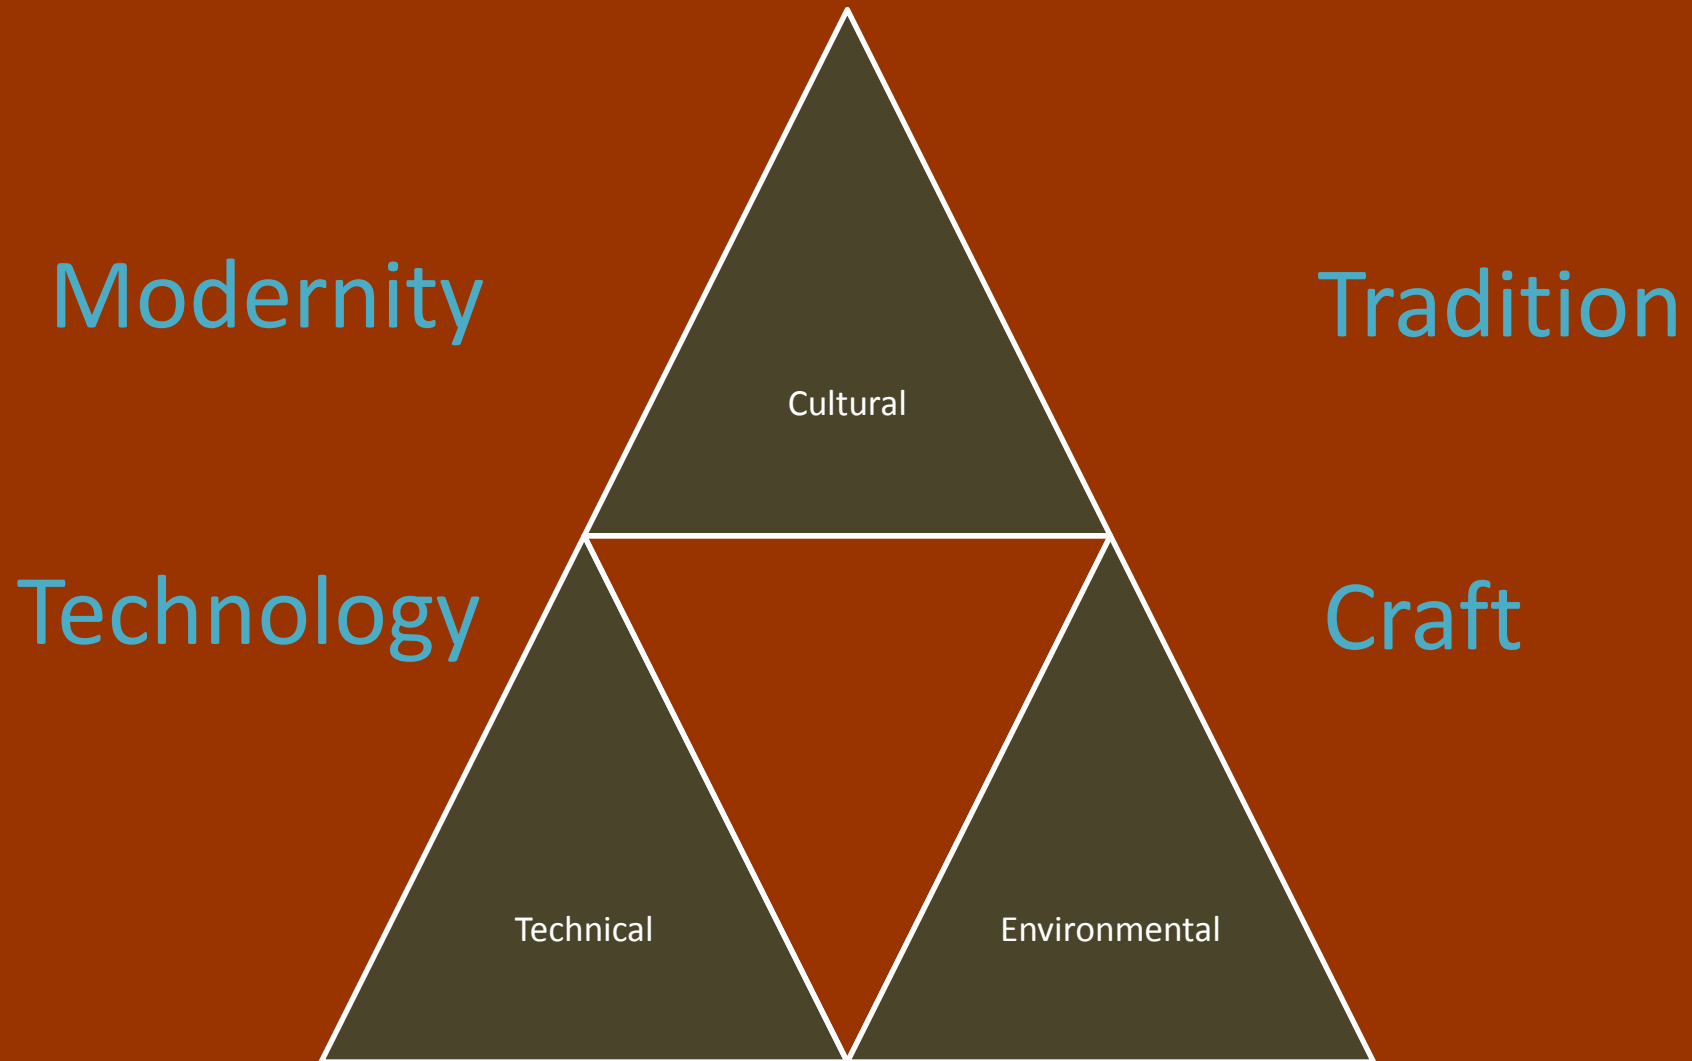 Modernity
Tradition
Cultural
Technology
Craft
Technical
Environmental